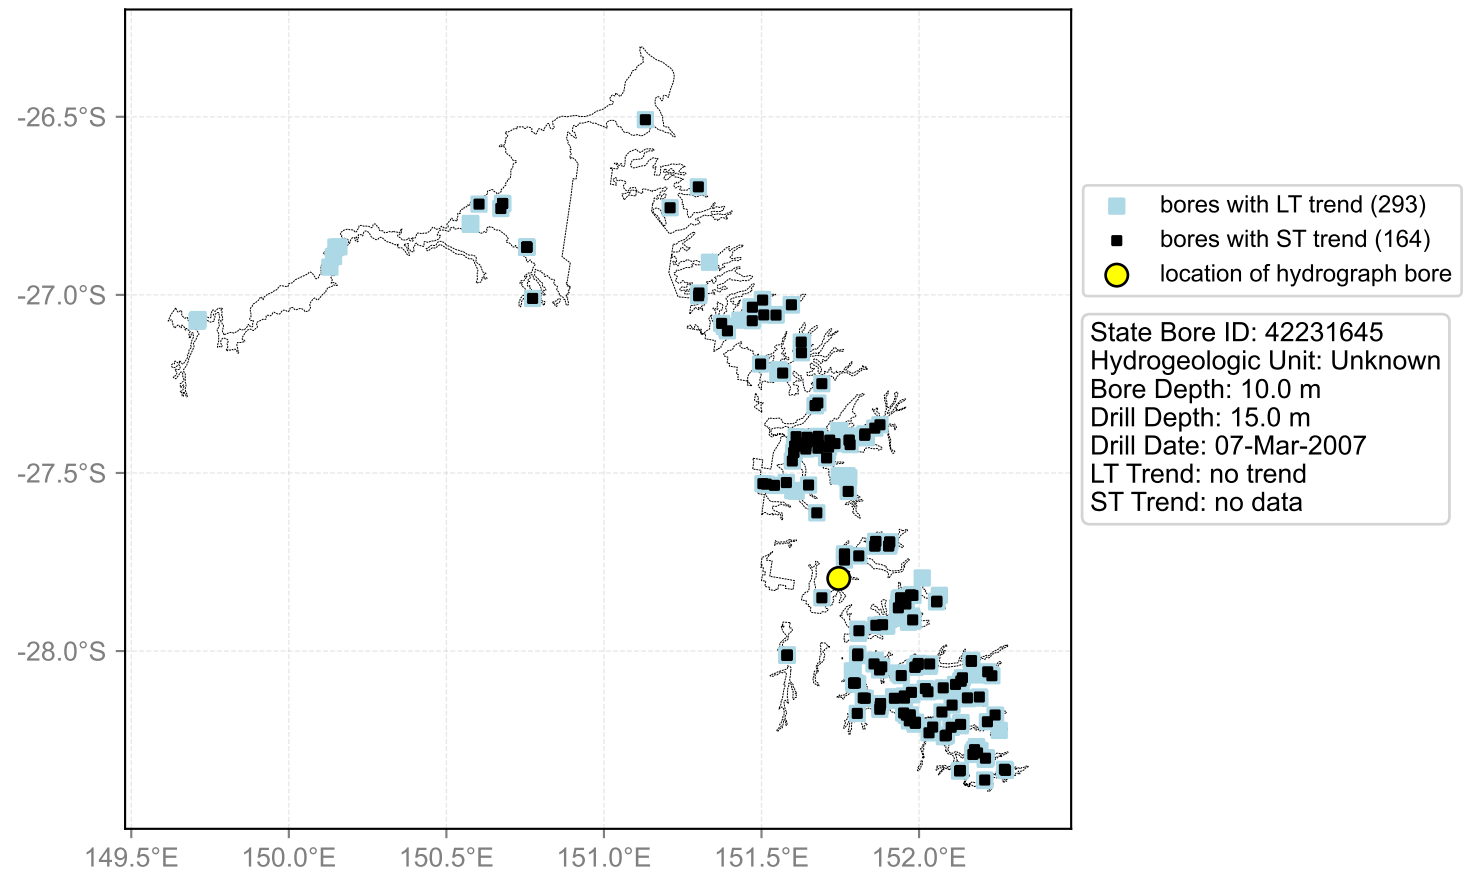 -26.5°S
-27.0°S
-27.5°S
-28.0°S
149.5°E
150.0°E
150.5°E
151.0°E
151.5°E
152.0°E
bores with LT trend (293)
bores with ST trend (164)
location of hydrograph bore
State Bore ID: 42231645
Hydrogeologic Unit: Unknown
Bore Depth: 10.0 m
Drill Depth: 15.0 m
Drill Date: 07-Mar-2007
LT Trend: no trend
ST Trend: no data